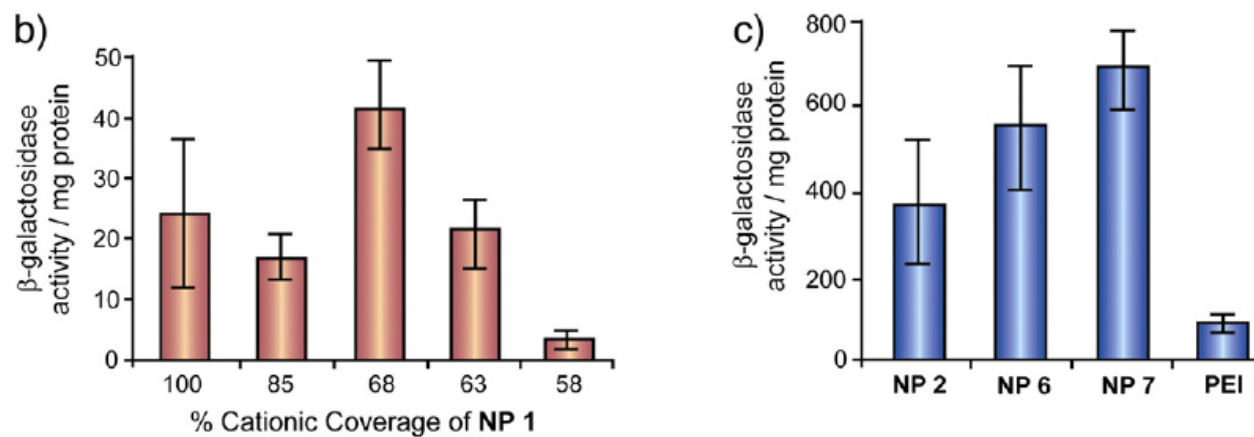 b)
β-galactosidase
activity / mg protein
50
40
30
20
10
0
100 85 68 63 58
% Cationic Coverage of NP 1
c)
β-galactosidase
activity / mg protein
800
600
400
200
0
NP 2 NP 6 NP 7 PEI